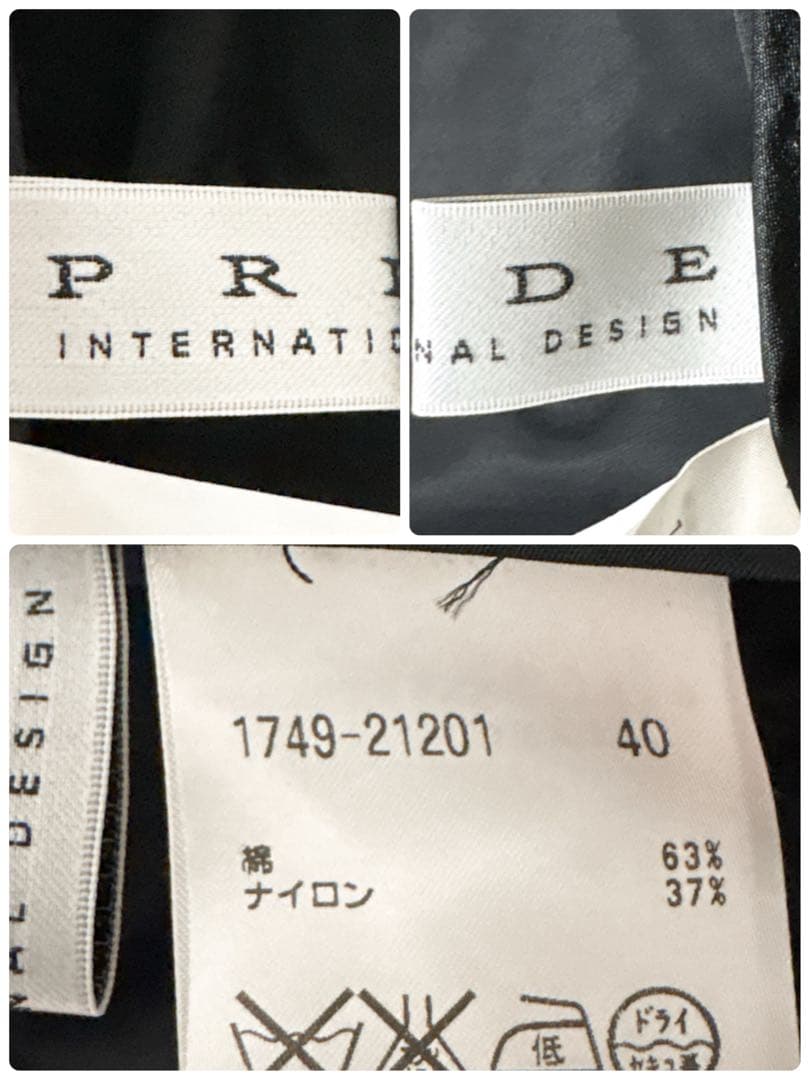 P R
INTERNATIO
D E
NAL DESIGN
NAL DESIGN
1749-21201 40
綿 63%
ナイロン 37%
低
ドライ